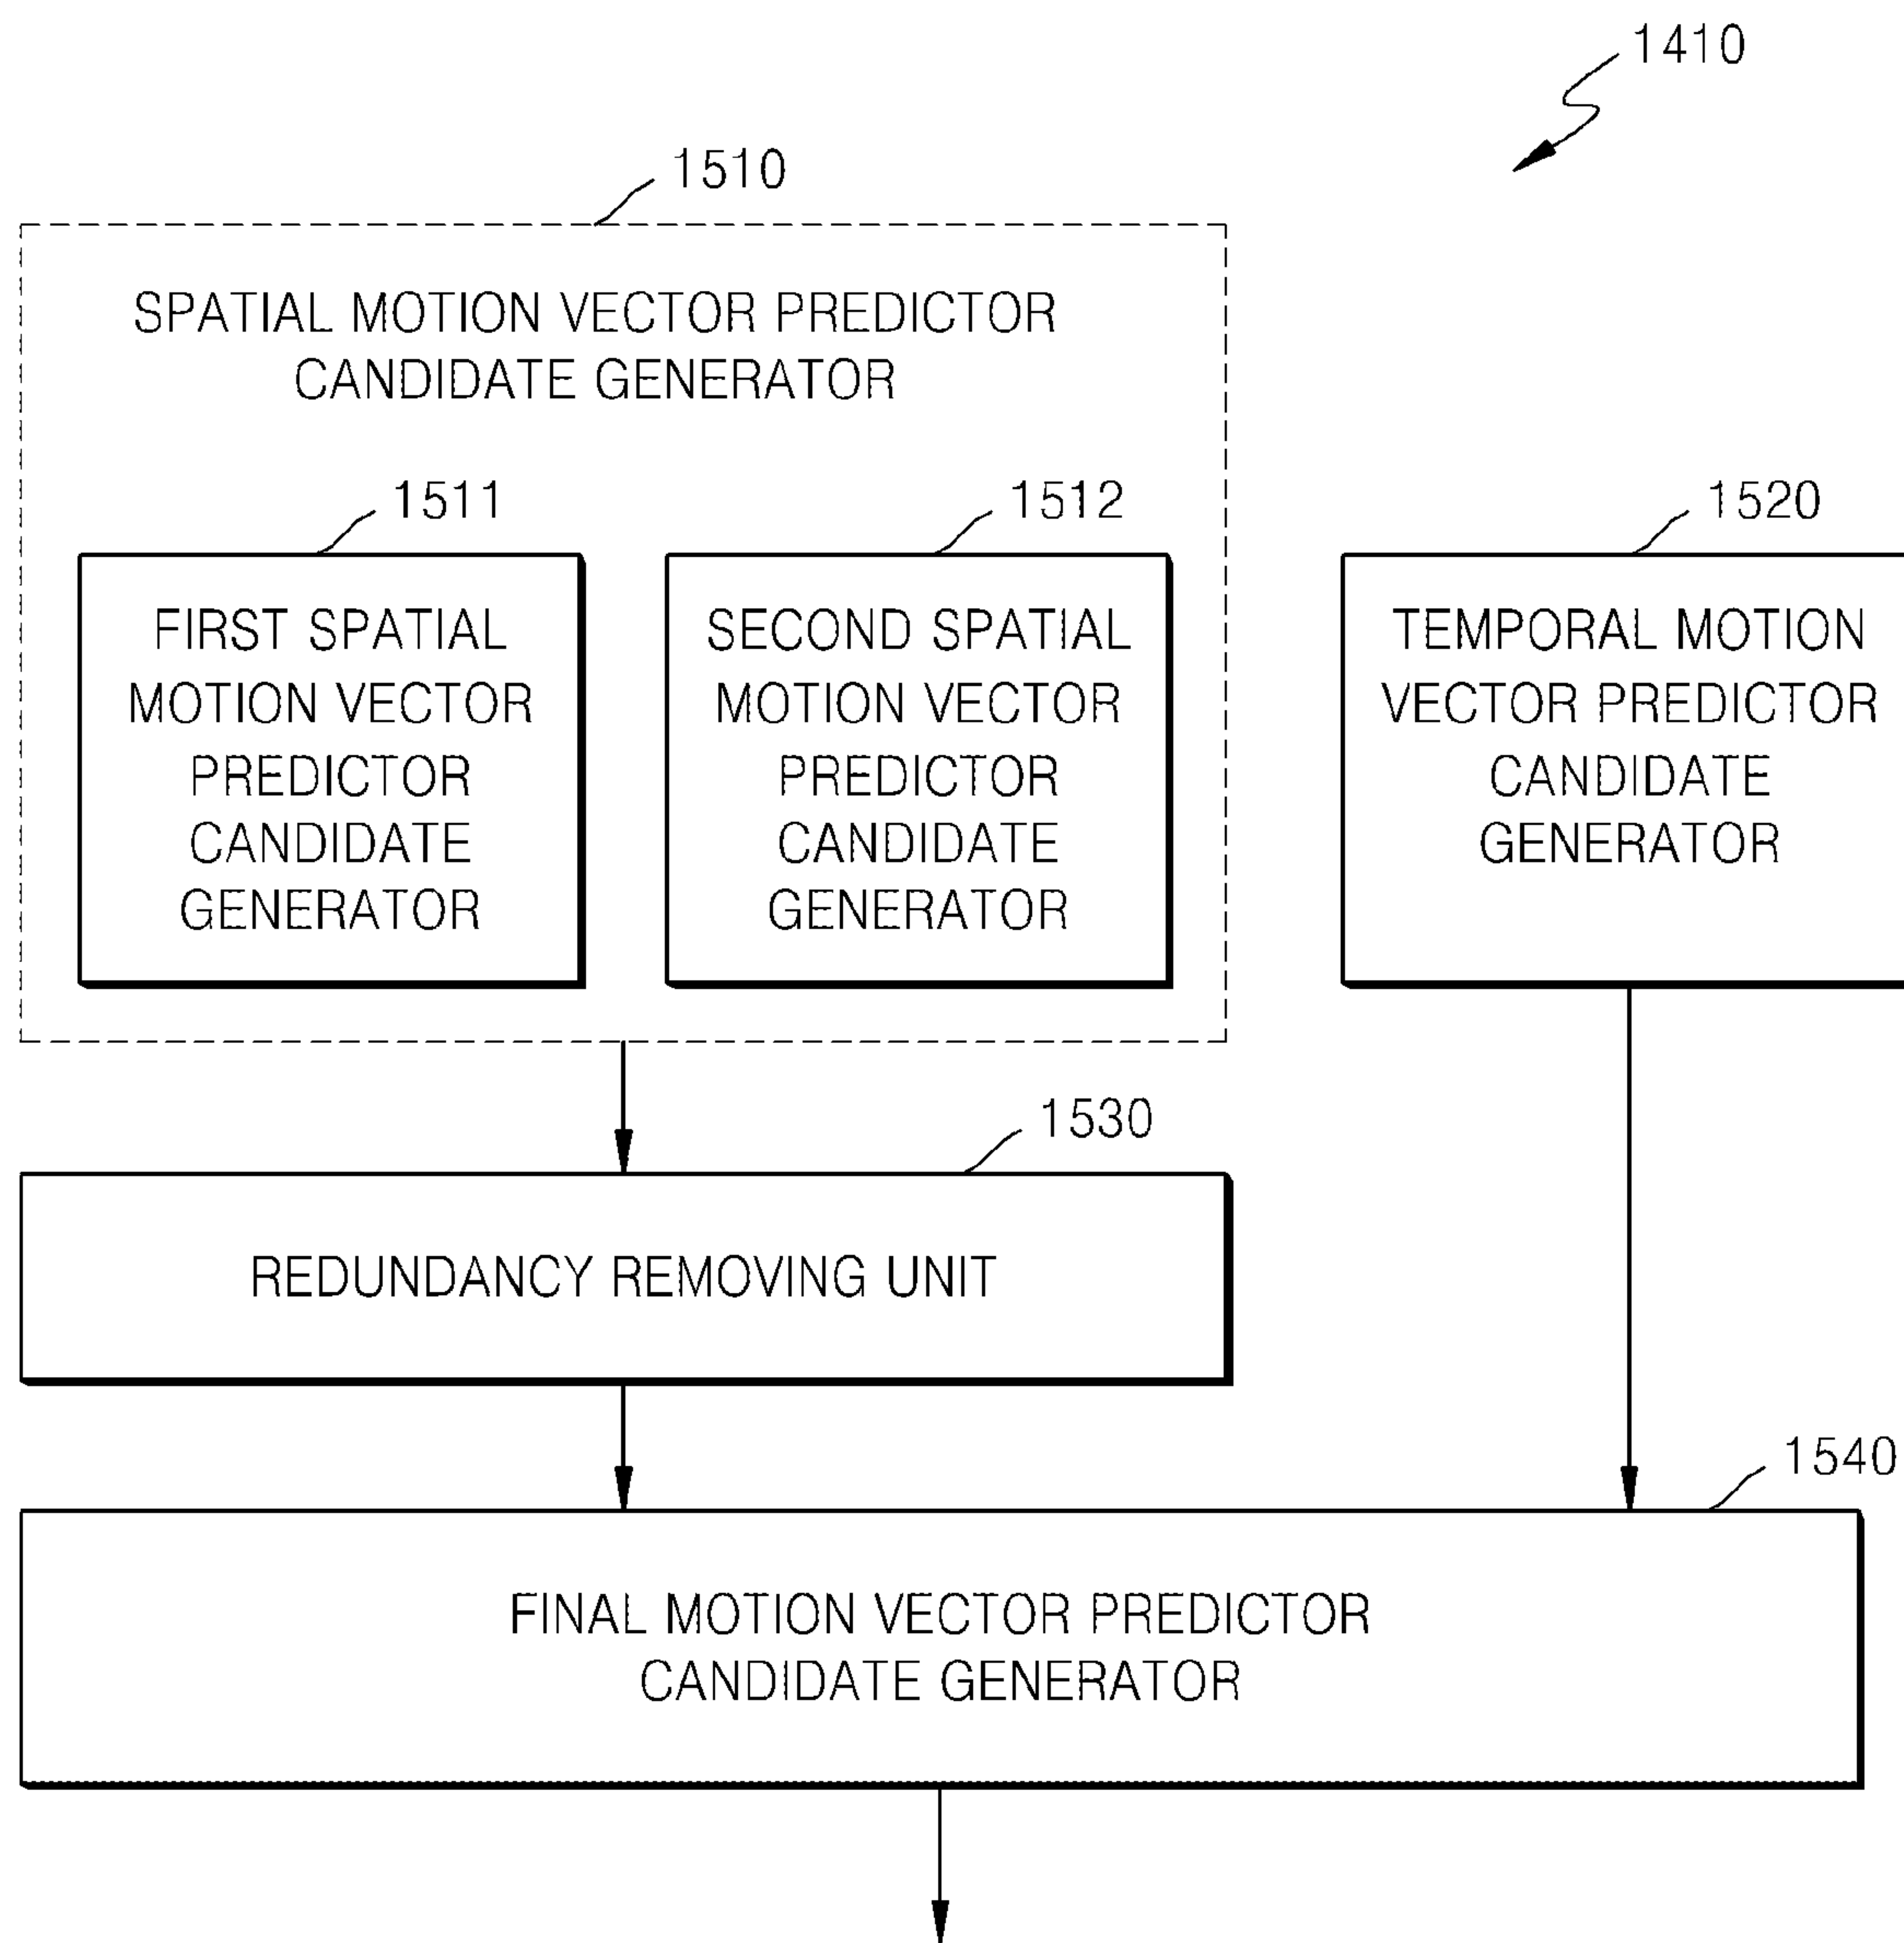 1410
1510
SPATIAL MOTION VECTOR PREDICTOR
CANDIDATE GENERATOR
1511
FIRST SPATIAL
MOTION VECTOR
PREDICTOR
CANDIDATE
GENERATOR
1512
SECOND SPATIAL
MOTION VECTOR
PREDICTOR
CANDIDATE
GENERATOR
1520
TEMPORAL MOTION
VECTOR PREDICTOR
CANDIDATE
GENERATOR
1530
REDUNDANCY REMOVING UNIT
1540
FINAL MOTION VECTOR PREDICTOR
CANDIDATE GENERATOR